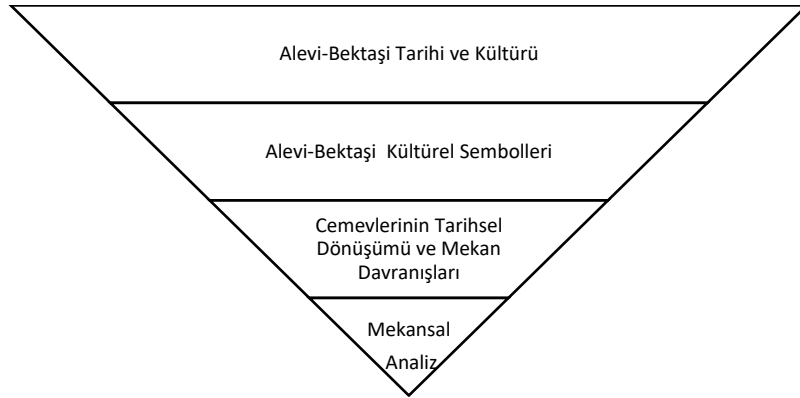 Alevi-Bektaşi Tarihi ve Kültürü
Alevi-Bektaşi Kültürel Sembolleri
Cemevlerinin Tarihsel
Dönüşümü ve Mekan
Davranışları
Mekansal
Analiz